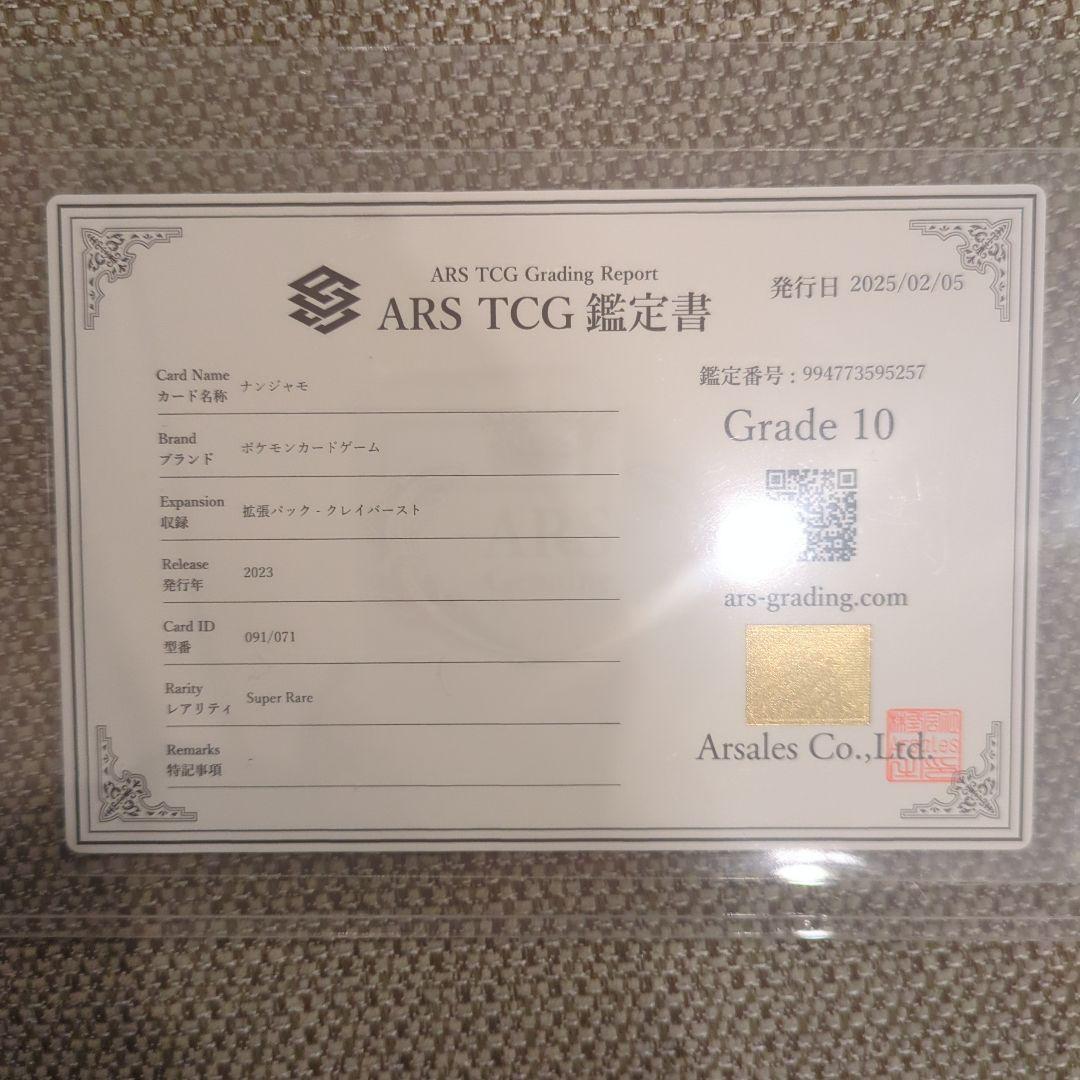 ARS TCG Grading Report
ARS TCG 鑑定書
発行日 2025/02/05
Card Name
カード名称
ナンジャモ
Brand
ブランド
ポケモンカードゲーム
Expansion
収録
拡張パック - クレイバースト
Release
発行年
2023
Card ID
型番
091/071
Rarity
レアリティ
Super Rare
Remarks
特記事項
-
鑑定番号 : 994773595257
Grade 10
ars-grading.com
Arsales Co.,Ltd.
ARS